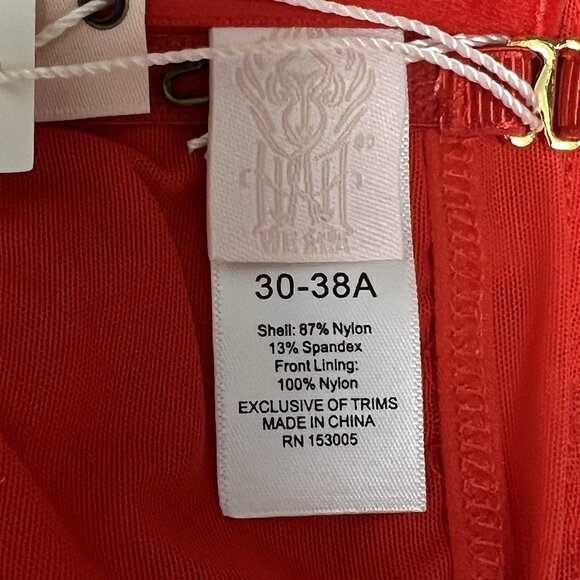 30-38A
Shell: 87% Nylon
13% Spandex
Front Lining:
100% Nylon
EXCLUSIVE OF TRIMS
MADE IN CHINA
RN 153005